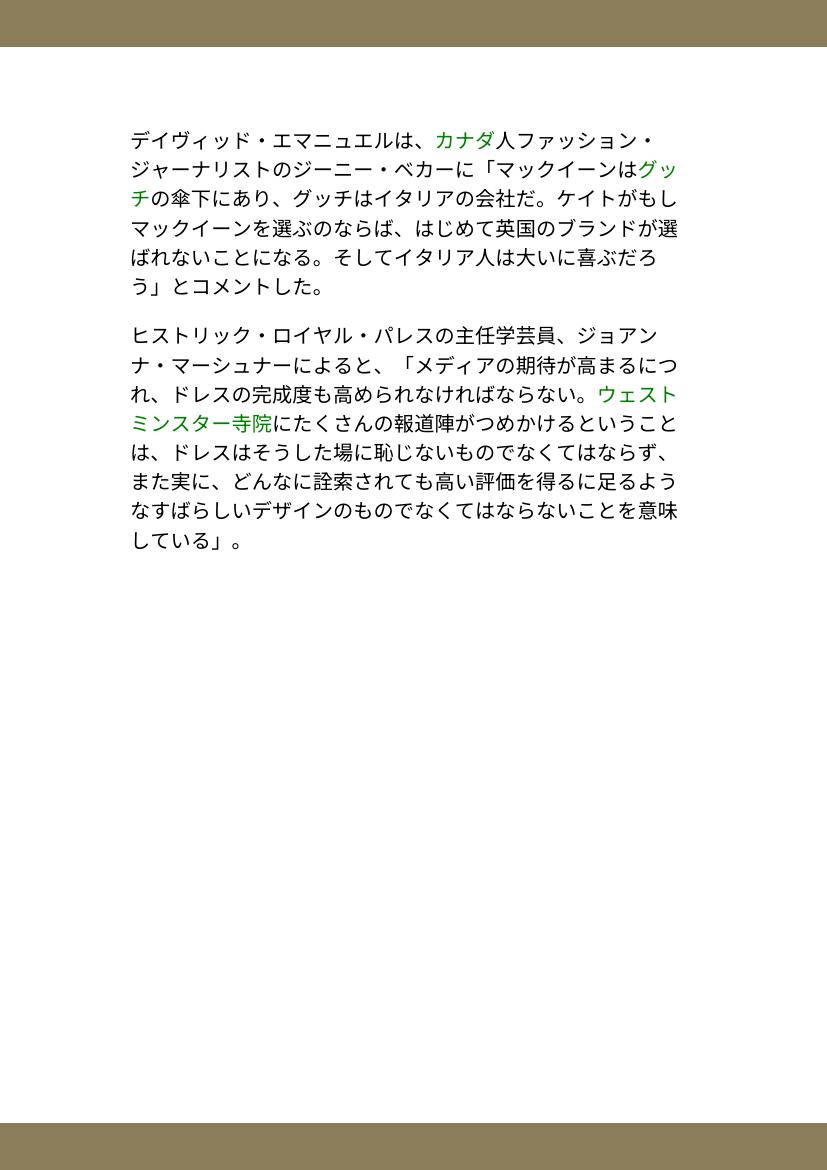 デイヴィッド・エマニュエルは、カナダ人ファッション・
ジャーナリストのジーニー・ベカーに「マックイーンはグッ
チの傘下にあり、グッチはイタリアの会社だ。ケイトがもし
マックイーンを選ぶのならば、はじめて英国のブランドが選
ばれないことになる。そしてイタリア人は大いに喜ぶだろ
う」とコメントした。
ヒストリック・ロイヤル・パレスの主任学芸員、ジョアン
ナ・マーシュナーによると、「メディアの期待が高まるにつ
れ、ドレスの完成度も高められなければならない。ウェスト
ミンスター寺院にたくさんの報道陣がつめかけるということ
は、ドレスはそうした場に恥じないものでなくてはならず、
また実に、どんなに詮索されても高い評価を得るに足るよう
なすばらしいデザインのものでなくてはならないことを意味
している」。